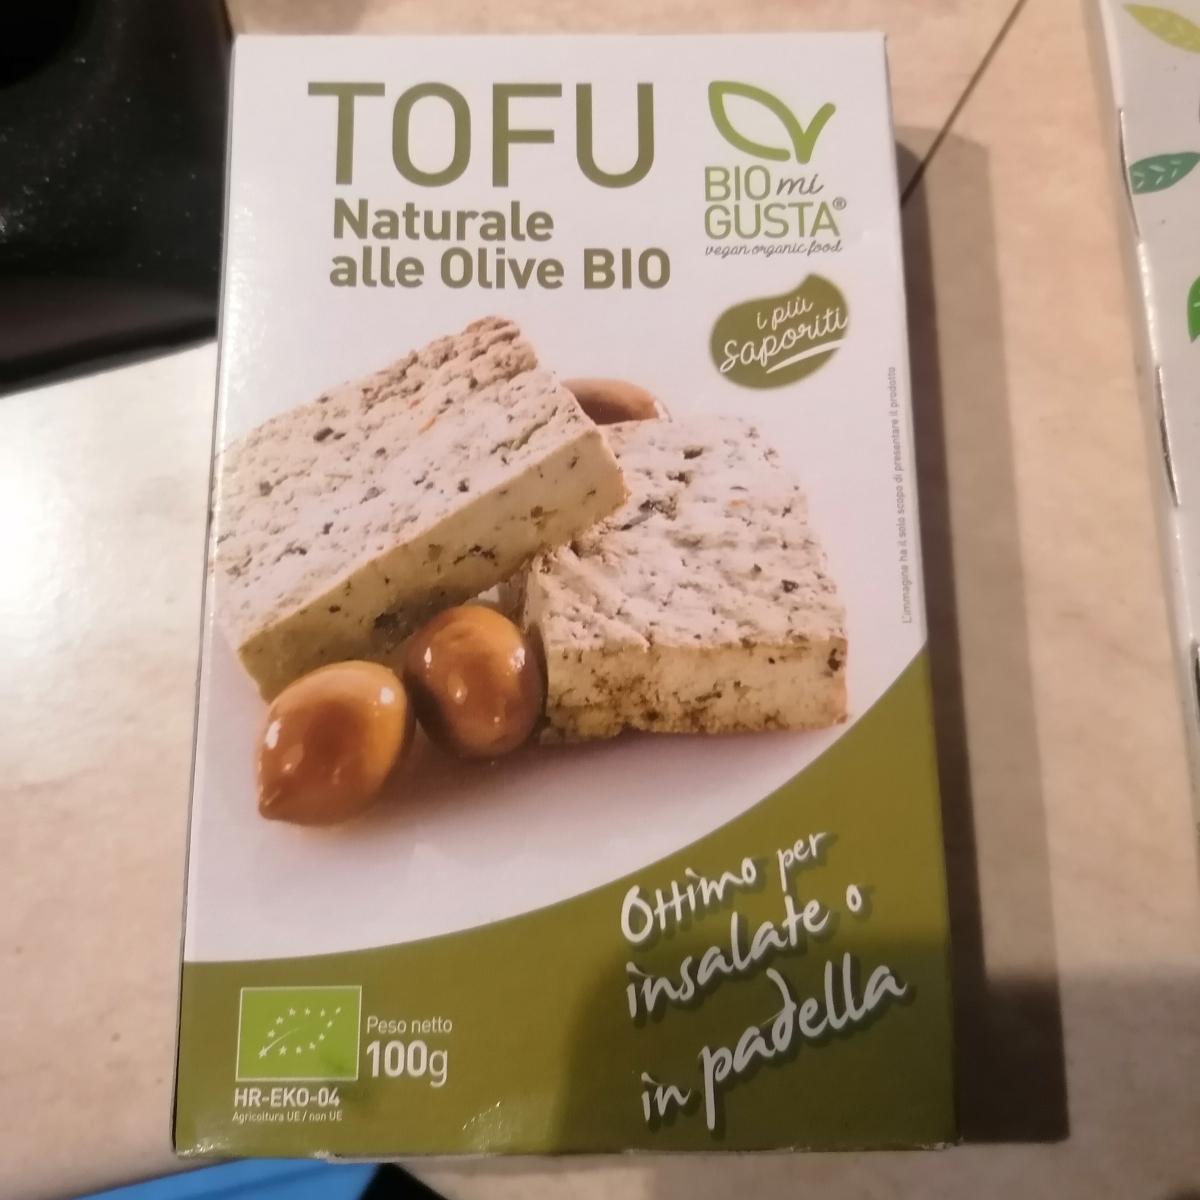 TOFU
Naturale
alle Olive BIO
BIO mi
GUSTA®
vegan organic food
i più
saporiti
L'immagine ha il solo scopo di presentare il prodotto
Ottimo per
insalate o
in padella
Peso netto
100g
HR-EKO-04
Agricoltura UE / non UE